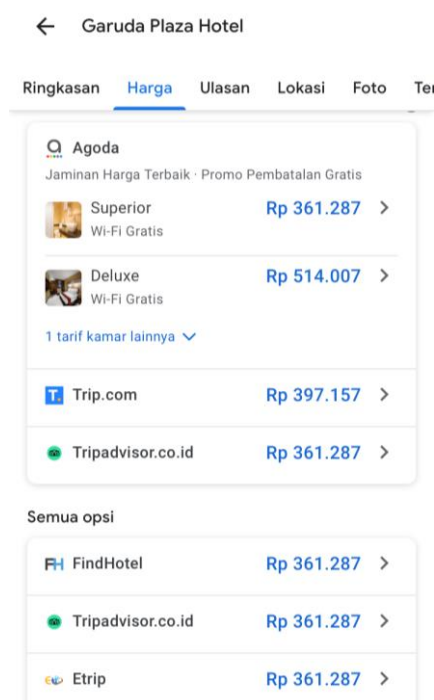 Garuda Plaza Hotel
Ringkasan Harga Ulasan Lokasi Foto
Agoda
Jaminan Harga Terbaik · Promo Pembatalan Gratis
Superior Rp 361.287
Wi-Fi Gratis
Deluxe Rp 514.007
Wi-Fi Gratis
1 tarif kamar lainnya
T. Trip.com Rp 397.157
Tripadvisor.co.id Rp 361.287
Semua opsi
FH FindHotel Rp 361.287
Tripadvisor.co.id Rp 361.287
Etrip Rp 361.287